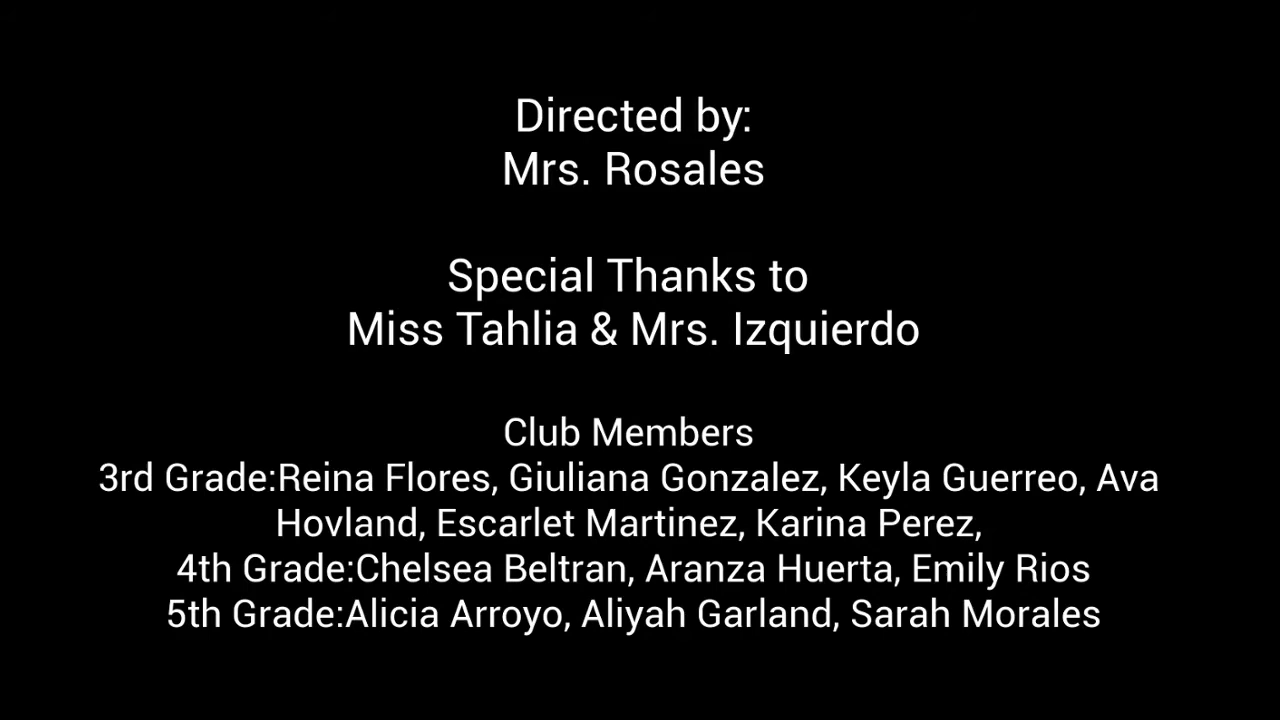 Directed by:
Mrs. Rosales
Special Thanks to
Miss Tahlia & Mrs. Izquierdo
Club Members
3rd Grade:Reina Flores, Giuliana Gonzalez, Keyla Guerreo, Ava
Hovland, Escarlet Martinez, Karina Perez,
4th Grade:Chelsea Beltran, Aranza Huerta, Emily Rios
5th Grade:Alicia Arroyo, Aliyah Garland, Sarah Morales